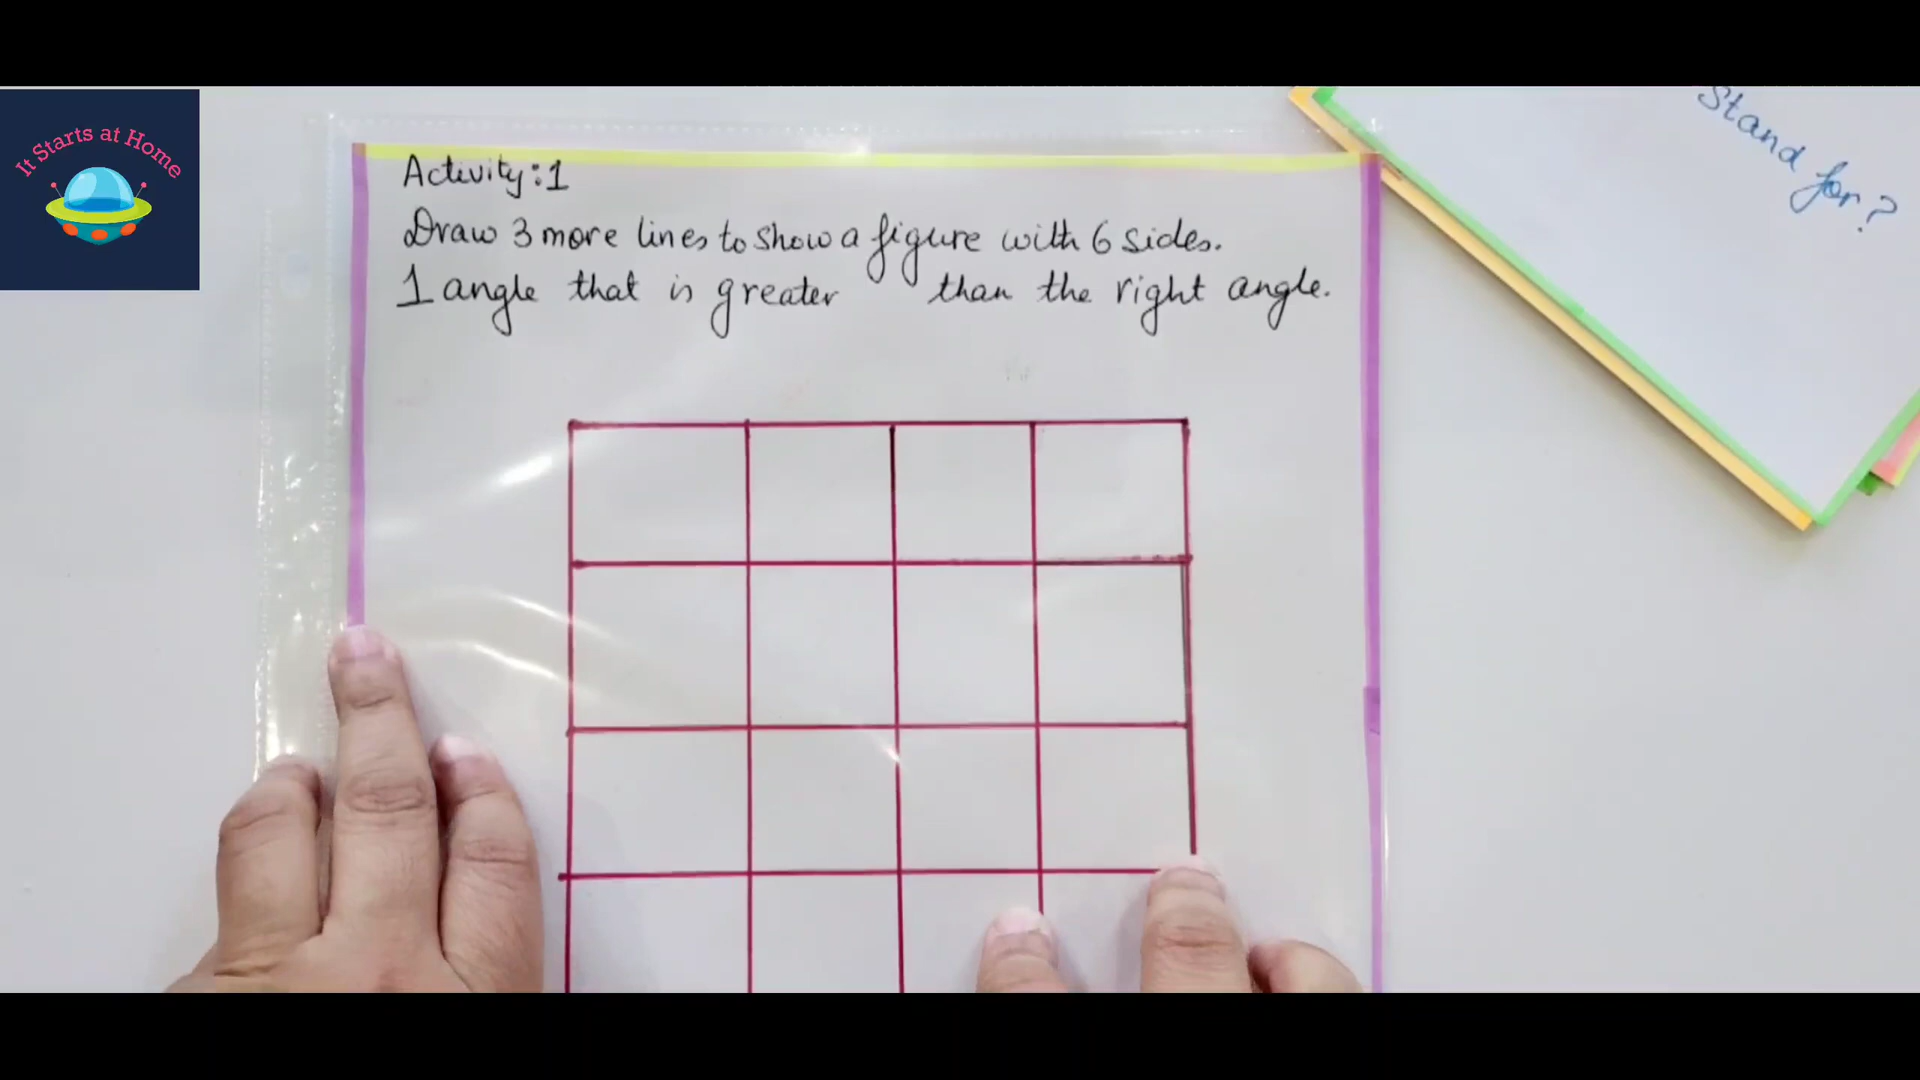 It Starts at Home
Activity:1
Draw 3 more lines to show a figure with 6 sides.
1 angle that is greater than the right angle.
Stand for?